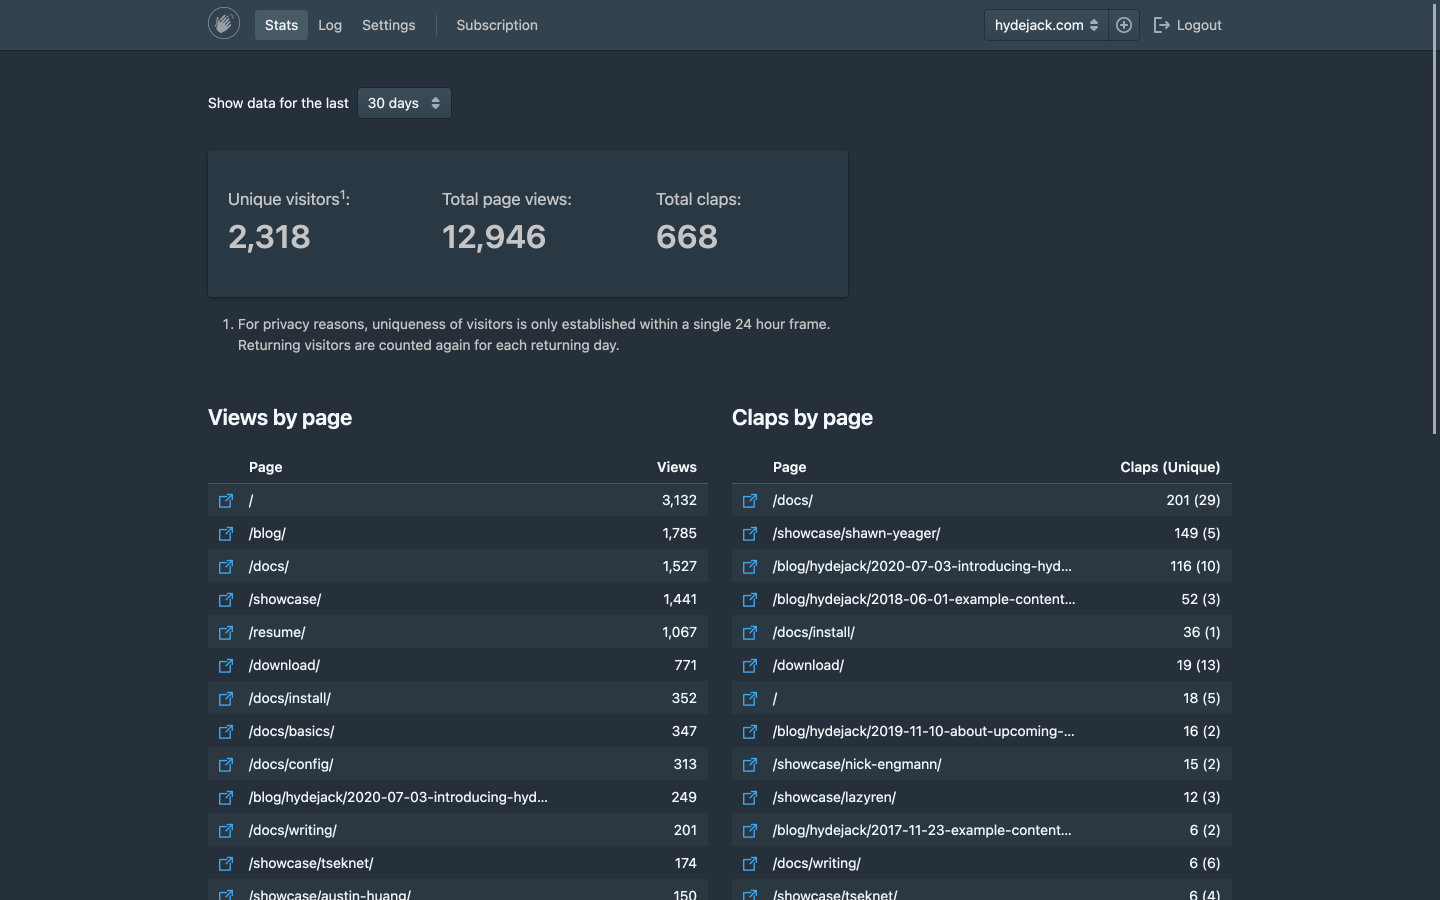 Stats Log Settings Subscription hydejack.com Logout
Show data for the last 30 days
Unique visitors1: Total page views: Total claps:
2,318 12,946 668
1. For privacy reasons, uniqueness of visitors is only established within a single 24 hour frame.
Returning visitors are counted again for each returning day.
Views by page
Page Views
/ 3,132
/blog/ 1,785
/docs/ 1,527
/showcase/ 1,441
/resume/ 1,067
/download/ 771
/docs/install/ 352
/docs/basics/ 347
/docs/config/ 313
/blog/hydejack/2020-07-03-introducing-hyd... 249
/docs/writing/ 201
/showcase/tseknet/ 174
/showcase/austin-huang/ 150
Claps by page
Page Claps (Unique)
/docs/ 201 (29)
/showcase/shawn-yeager/ 149 (5)
/blog/hydejack/2020-07-03-introducing-hyd... 116 (10)
/blog/hydejack/2018-06-01-example-content... 52 (3)
/docs/install/ 36 (1)
/download/ 19 (13)
/ 18 (5)
/blog/hydejack/2019-11-10-about-upcoming-... 16 (2)
/showcase/nick-engmann/ 15 (2)
/showcase/lazyren/ 12 (3)
/blog/hydejack/2017-11-23-example-content... 6 (2)
/docs/writing/ 6 (6)
/showcase/tseknet/ 6 (4)